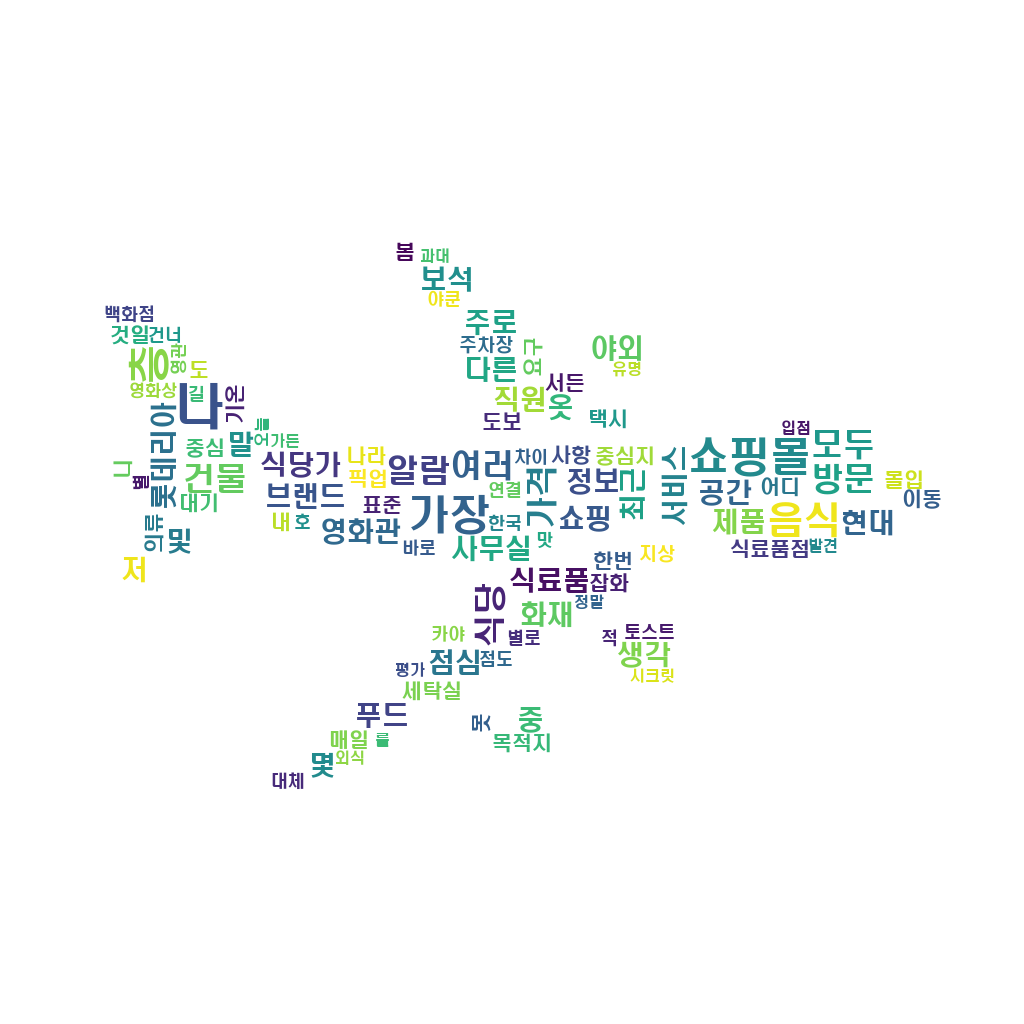 봄
과대
보석
야쿤
백화점
주로
것일
건너
주차장
야외
층
영관
요구
도
다른
유명
서든
영화상
길
나
기온
직원
옷
택시
도보
입점
늘
어가든
롯데리아
중심
말
모두
쇼핑몰
나라
차이
사항
중심지
식당가
알람
여러
니
별
건물
픽업
정보
서비스
방문
몰입
공간
어디
연결
가격
최근
대기
브랜드
표준
이동
내
호
가장
한국
쇼핑
제품
음식
현대
의류
및
영화관
맛
바로
사무실
식료품점
발견
저
한번
지상
식료품
잡화
정말
식당
화재
카야
별로
적
토스트
생각
평가
점심
점도
시크릿
세탁실
푸드
못
중
매일
를
목적지
몇
외식
대체